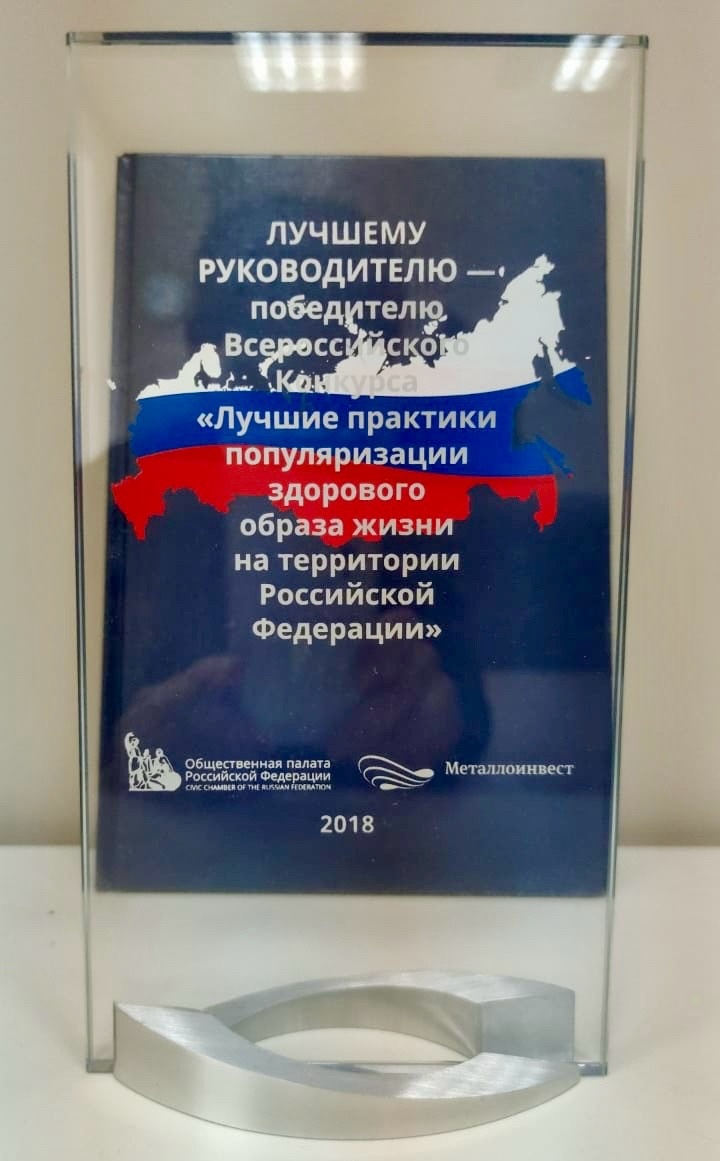 ЛУЧШЕМУ
РУКОВОДИТЕЛЮ —
победителю
Всероссийского
Конкурса
«Лучшие практики
популяризации
здорового
образа жизни
на территории
Российской
Федерации»
Общественная палата
Российской Федерации
CIVIC CHAMBER OF THE RUSSIAN FEDERATION
Металлоинвест
2018